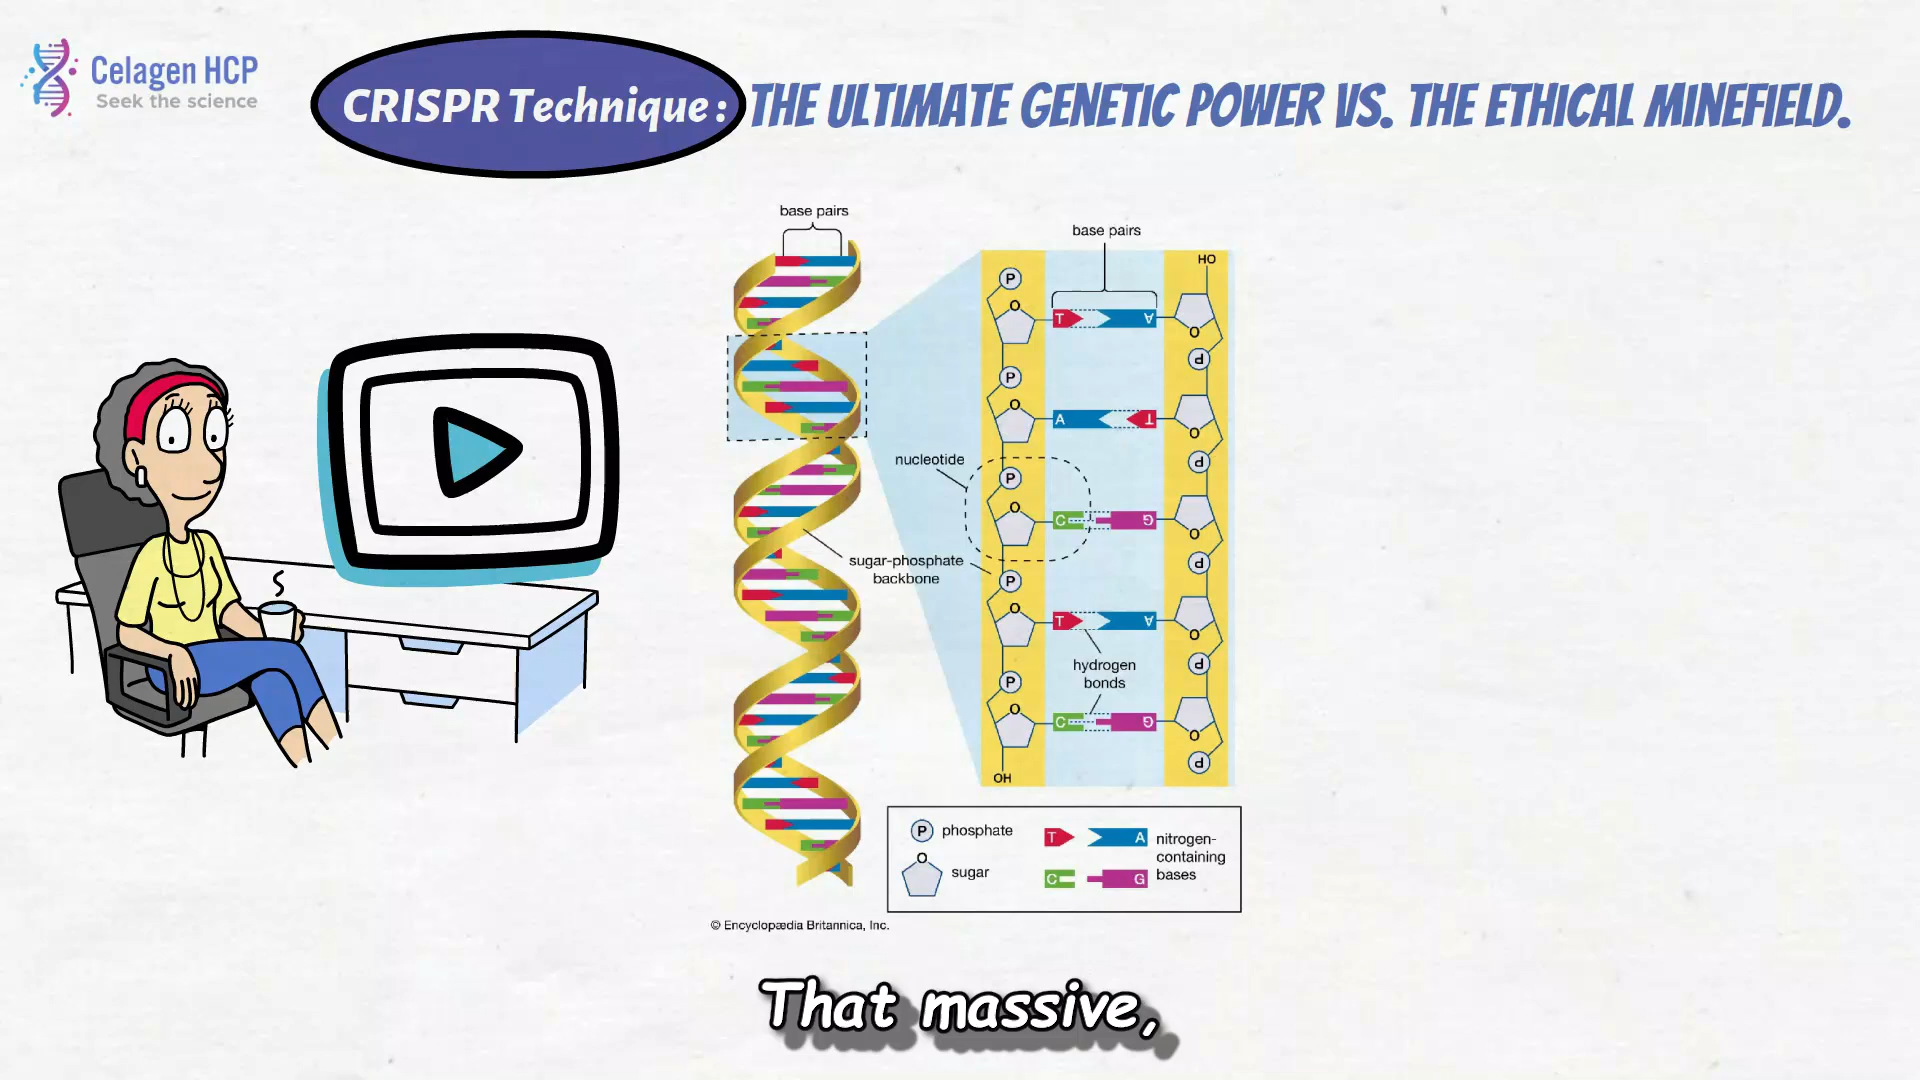 Celagen HCP
Seek the science
CRISPR Technique :
THE ULTIMATE GENETIC POWER VS. THE ETHICAL MINEFIELD.
base pairs
base pairs
HO
P
O
T
A
O
P
P
O
A
T
O
P
nucleotide
P
O
C
G
O
P
sugar-phosphate
backbone
P
O
T
A
O
P
hydrogen
bonds
P
O
C
G
O
P
OH
P phosphate
O
sugar
T A
C G
nitrogen-
containing
bases
© Encyclopædia Britannica, Inc.
That massive,